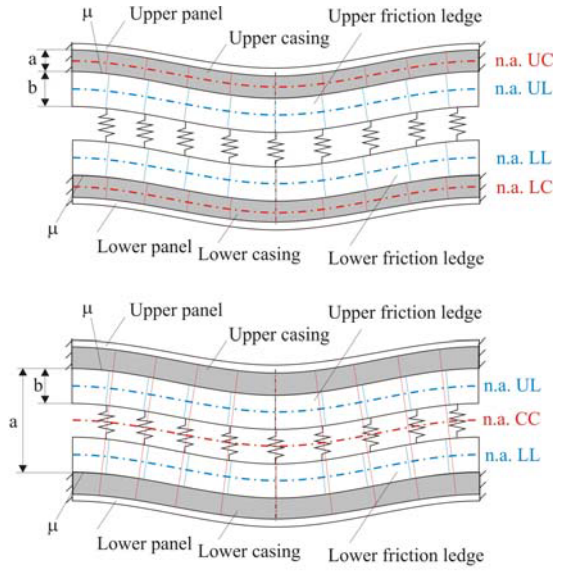 μ
Upper panel
Upper friction ledge
Upper casing
a
b
n.a. UC
n.a. UL
n.a. LL
n.a. LC
μ
Lower panel
Lower casing
Lower friction ledge
μ
Upper panel
Upper friction ledge
Upper casing
b
a
n.a. UL
n.a. CC
n.a. LL
μ
Lower panel
Lower casing
Lower friction ledge